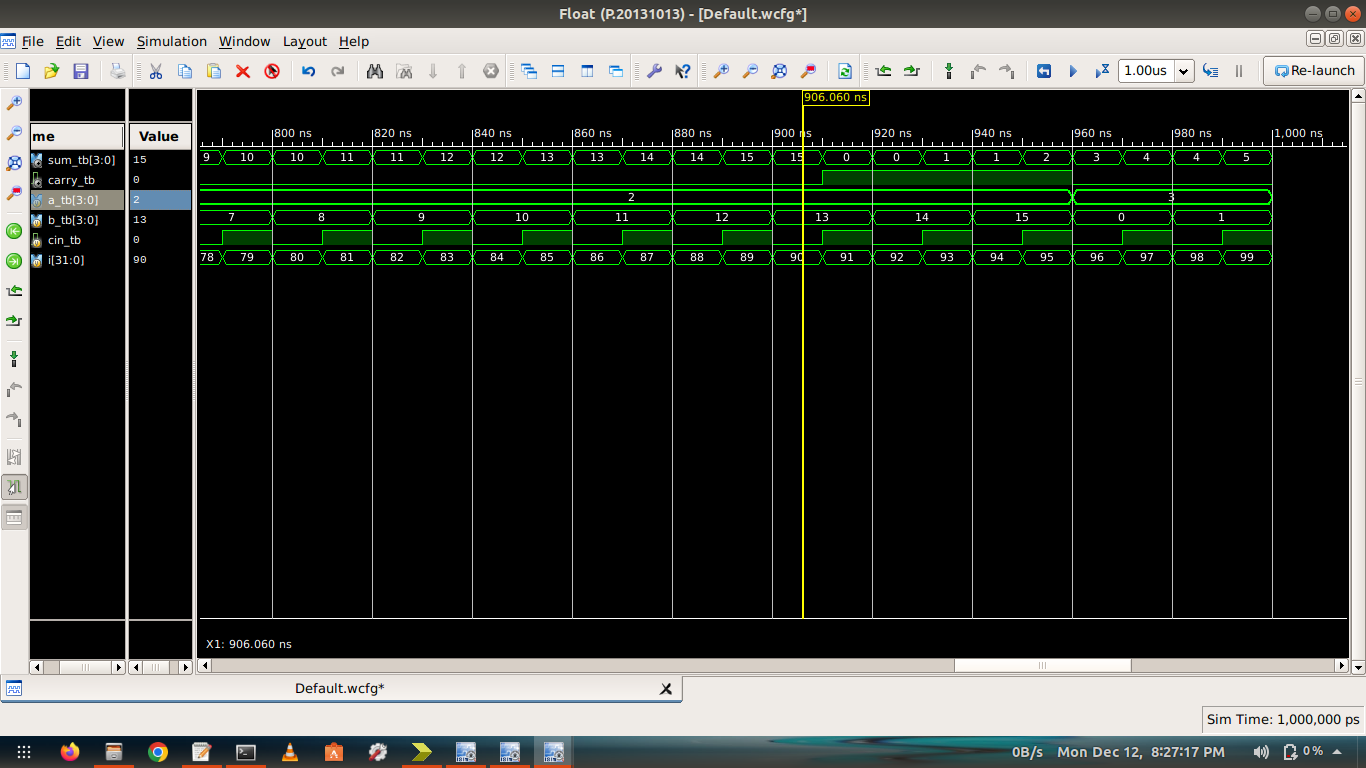 Float (P.20131013) - [Default.wcfg*]
File Edit View Simulation Window Layout Help
1.00us Re-launch
906.060 ns
me Value
800 ns 820 ns 840 ns 860 ns 880 ns 900 ns 920 ns 940 ns 960 ns 980 ns 1,000 ns
sum_tb[3:0] 15 9 10 10 11 11 12 12 13 13 14 14 15 15 0 0 1 1 2 3 4 4 5
carry_tb 0
a_tb[3:0] 2 2 3
b_tb[3:0] 13 7 8 9 10 11 12 13 14 15 0 1
cin_tb 0
i[31:0] 90 78 79 80 81 82 83 84 85 86 87 88 89 90 91 92 93 94 95 96 97 98 99
X1: 906.060 ns
Default.wcfg*
Sim Time: 1,000,000 ps
0B/s Mon Dec 12, 8:27:17 PM 0 %